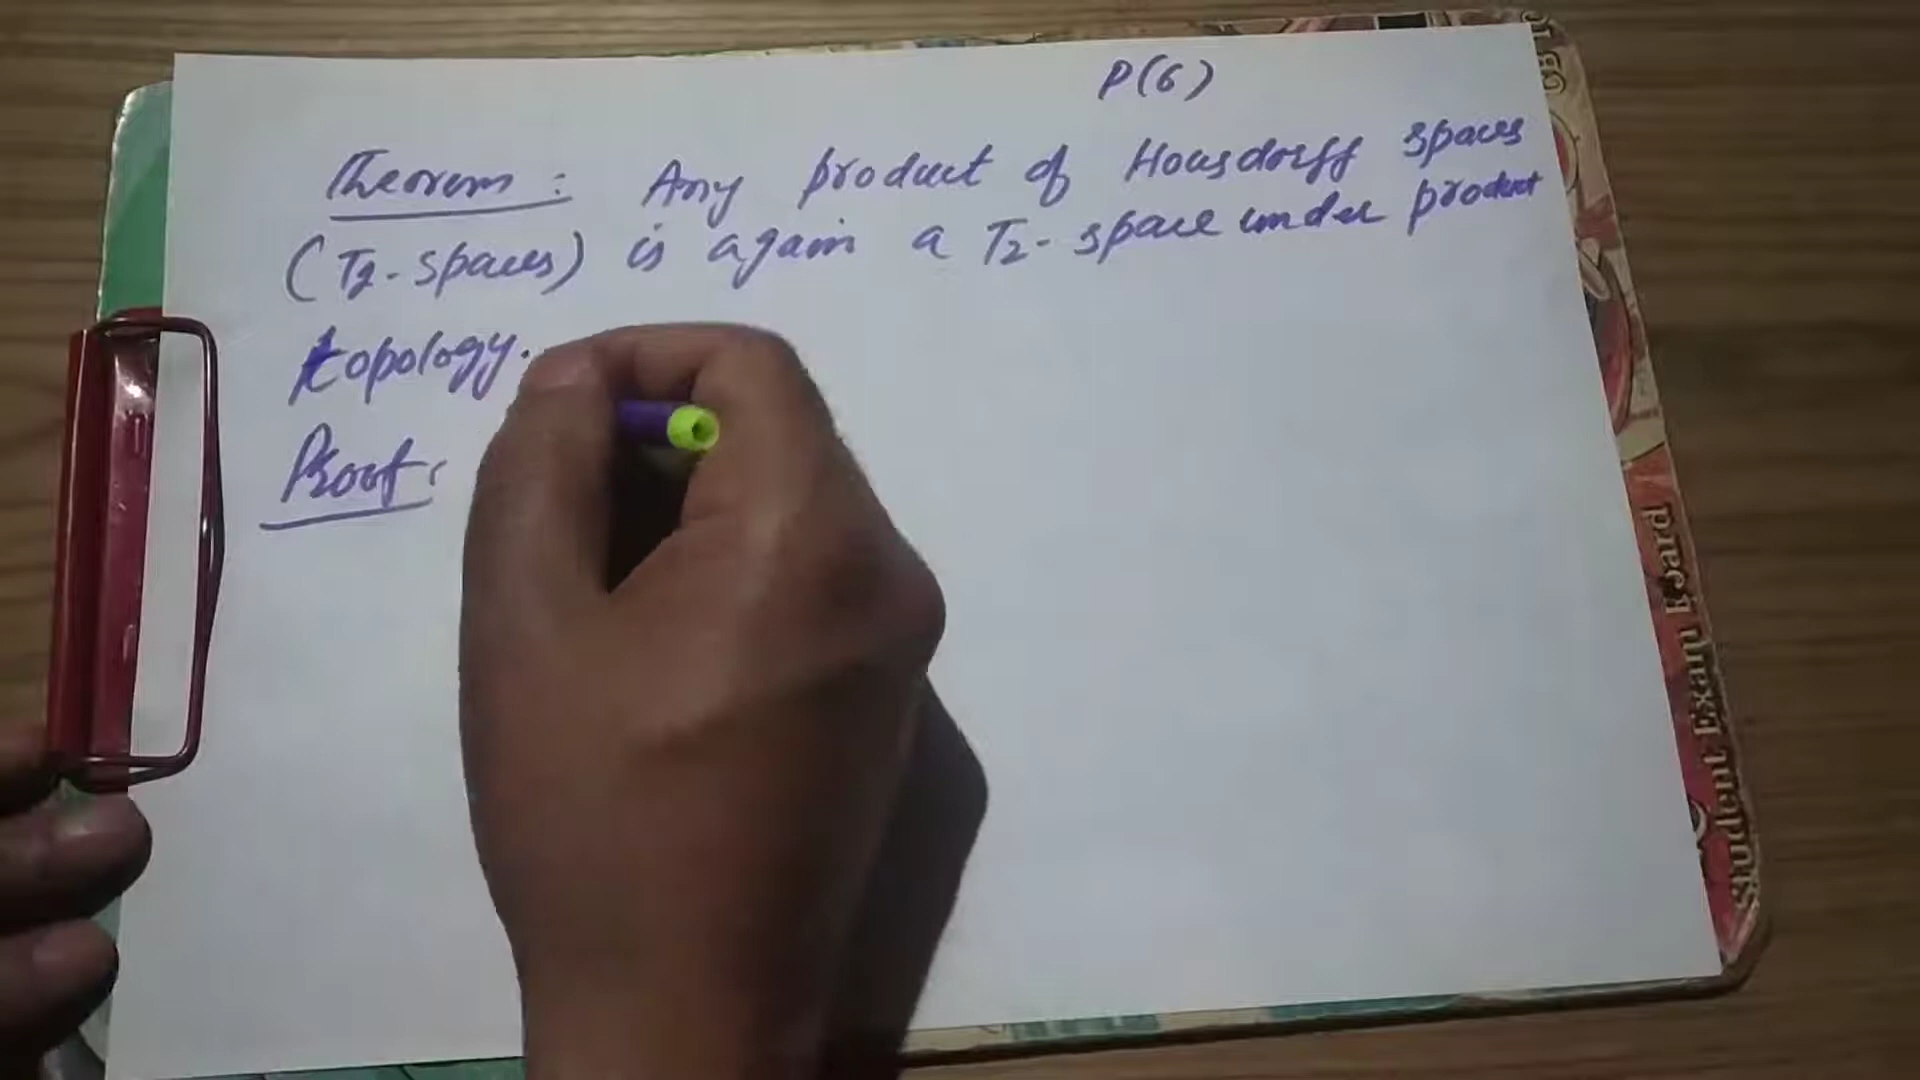 P(6)
Theorem: Any product of Housdorff spaces
(T2-spaces) is again a T2-space under product
topology.
Proof:
Student Exam Board